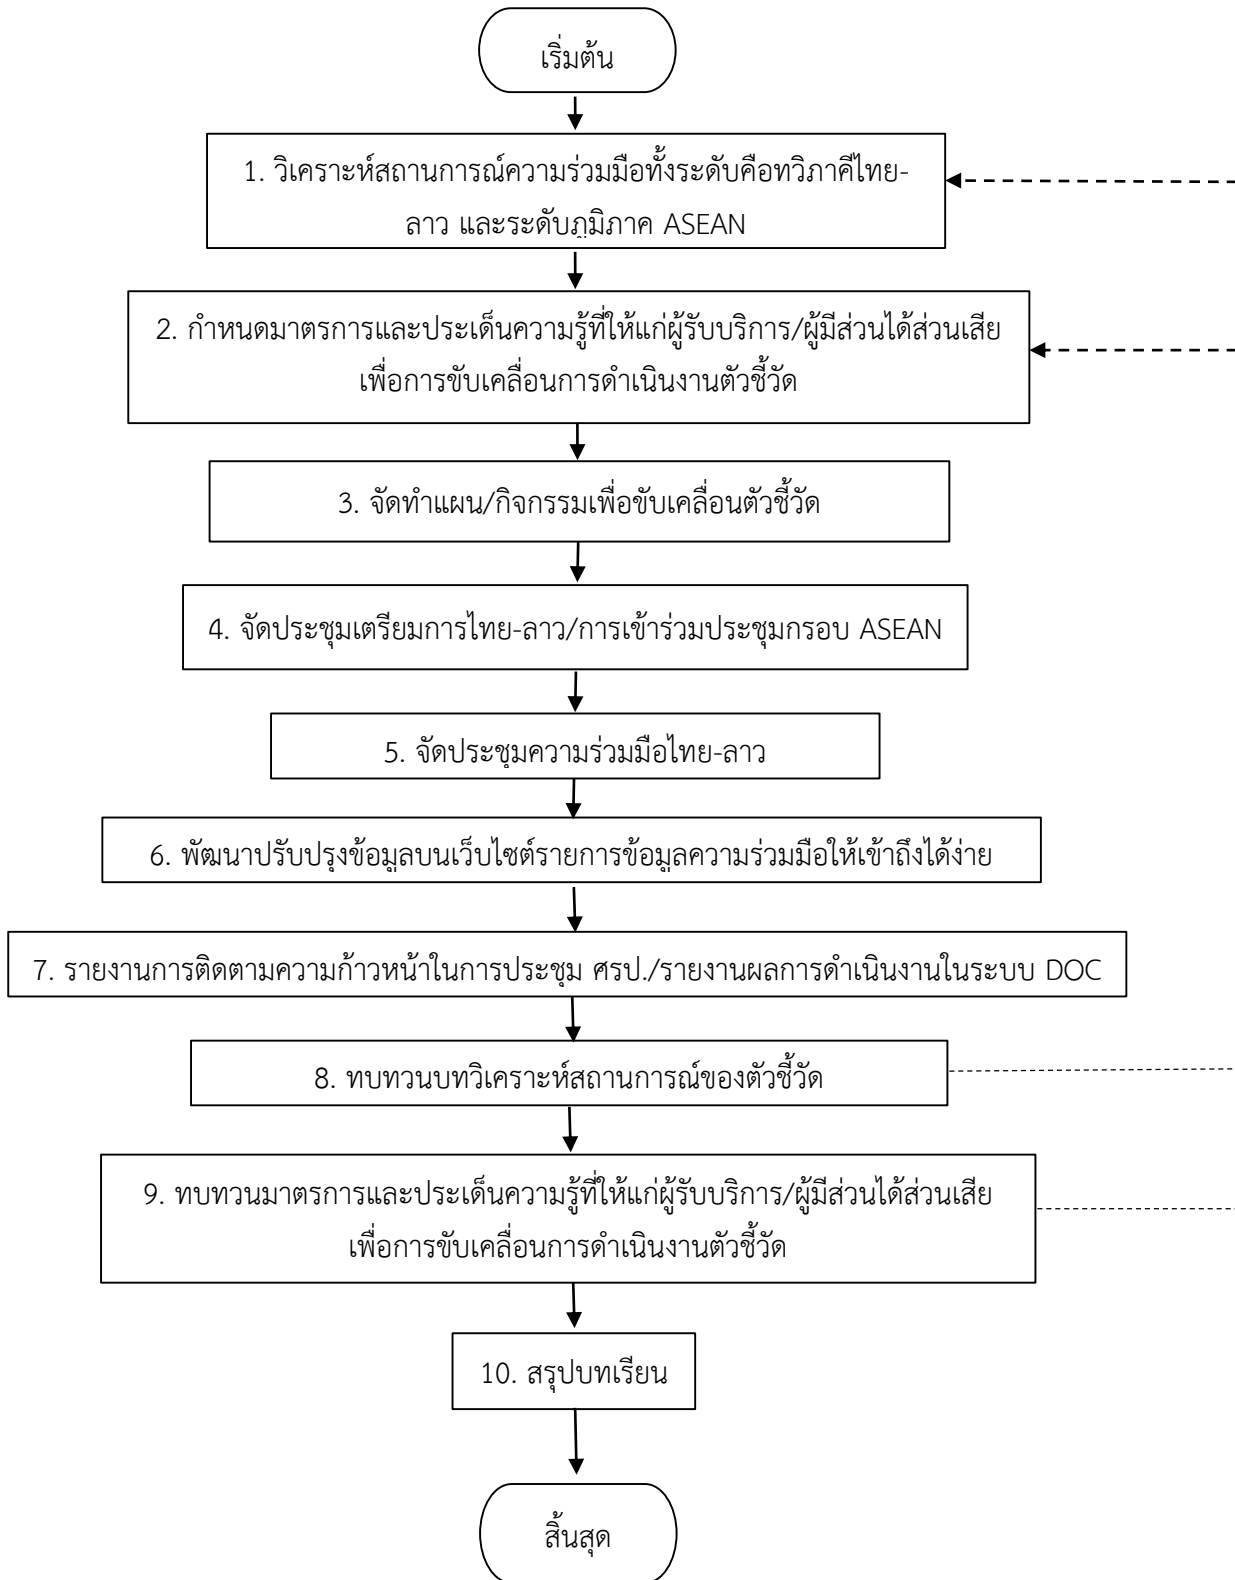 เริ่มต้น
1. วิเคราะห์สถานการณ์ความร่วมมือทั้งระดับคือทวิภาคีไทย-
ลาว และระดับภูมิภาค ASEAN
2. กำหนดมาตรการและประเด็นความรู้ที่ให้แก่ผู้รับบริการ/ผู้มีส่วนได้ส่วนเสีย
เพื่อการขับเคลื่อนการดำเนินงานตัวชี้วัด
3. จัดทำแผน/กิจกรรมเพื่อขับเคลื่อนตัวชี้วัด
4. จัดประชุมเตรียมการไทย-ลาว/การเข้าร่วมประชุมกรอบ ASEAN
5. จัดประชุมความร่วมมือไทย-ลาว
6. พัฒนาปรับปรุงข้อมูลบนเว็บไซต์รายการข้อมูลความร่วมมือให้เข้าถึงได้ง่าย
7. รายงานการติดตามความก้าวหน้าในการประชุม ศรป./รายงานผลการดำเนินงานในระบบ DOC
8. ทบทวนบทวิเคราะห์สถานการณ์ของตัวชี้วัด
9. ทบทวนมาตรการและประเด็นความรู้ที่ให้แก่ผู้รับบริการ/ผู้มีส่วนได้ส่วนเสีย
เพื่อการขับเคลื่อนการดำเนินงานตัวชี้วัด
10. สรุปบทเรียน
สิ้นสุด